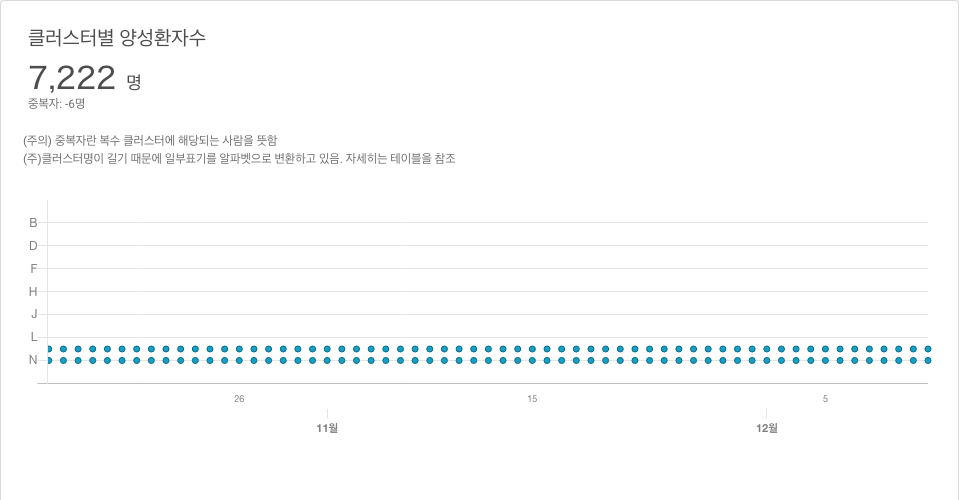 클러스터별 양성환자수
7,222 명
중복자: -6명
(주의) 중복자란 복수 클러스터에 해당되는 사람을 뜻함
(주)클러스터명이 길기 때문에 일부표기를 알파벳으로 변환하고 있음. 자세히는 테이블을 참조
B
D
F
H
J
L
N
26 15 5
11월 12월